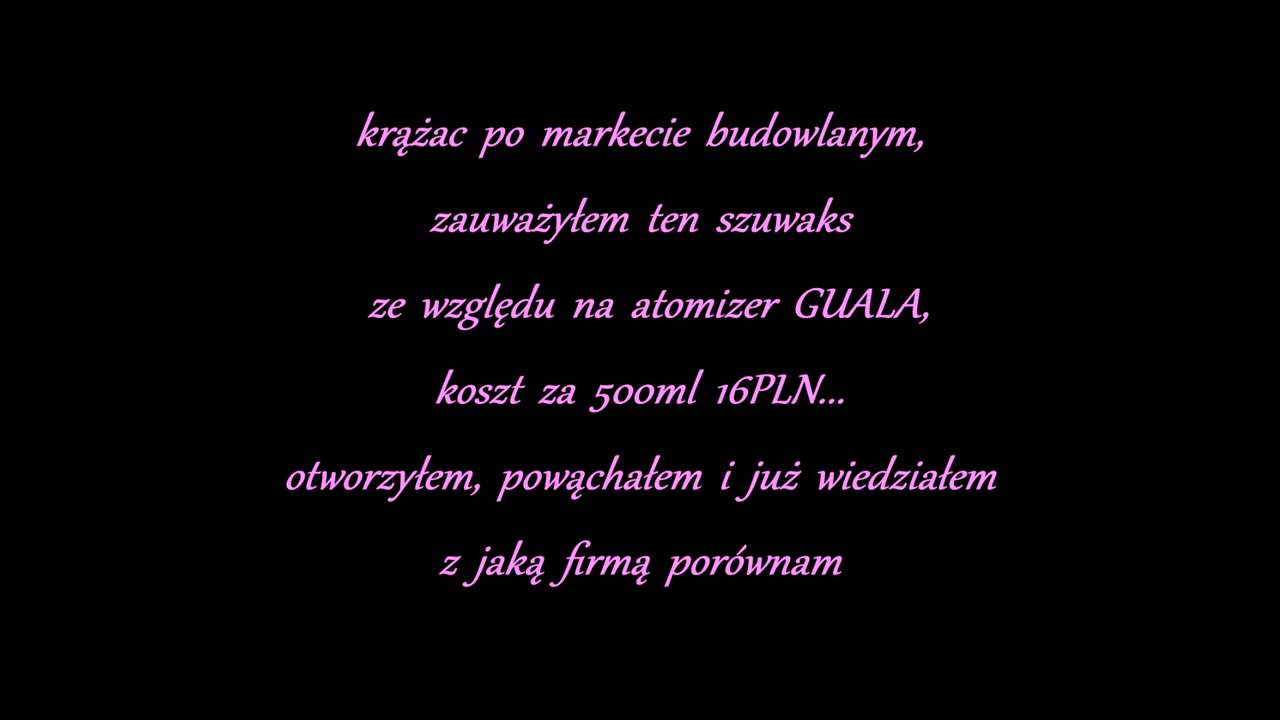 krążac po markecie budowlanym,
zauważyłem ten szuwaks
ze względu na atomizer GUALA,
koszt za 500ml 16PLN...
otworzyłem, powąchałem i już wiedziałem
z jaką firmą porównam